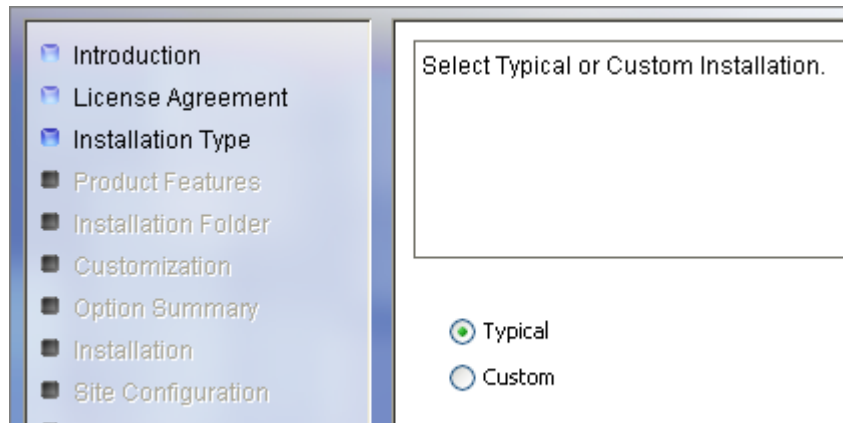 Introduction
License Agreement
Installation Type
Product Features
Installation Folder
Customization
Option Summary
Installation
Site Configuration
Select Typical or Custom Installation.
Typical
Custom